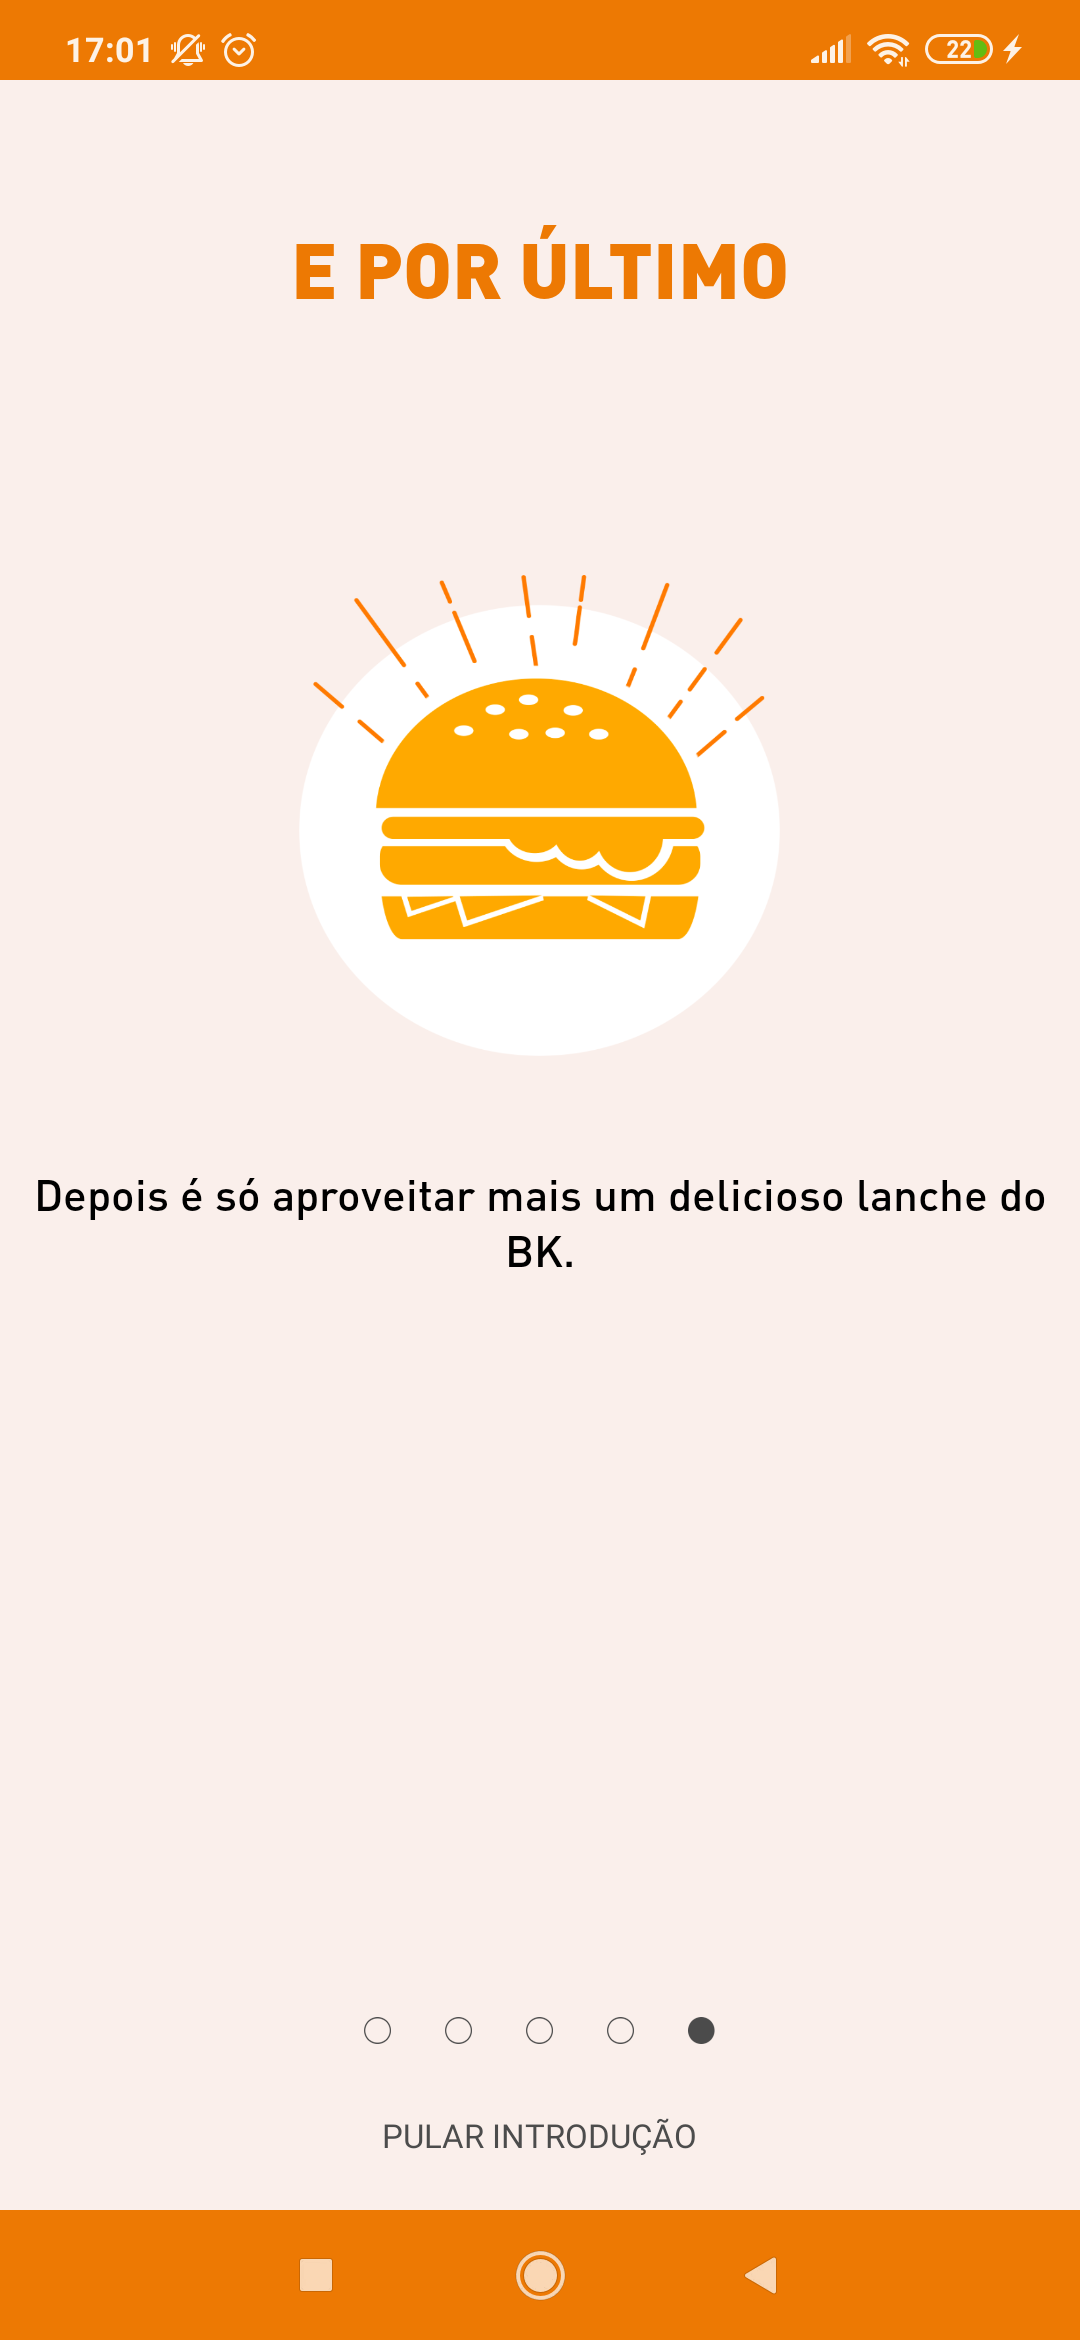 17:01
22
E POR ÚLTIMO
Depois é só aproveitar mais um delicioso lanche do
BK.
PULAR INTRODUÇÃO